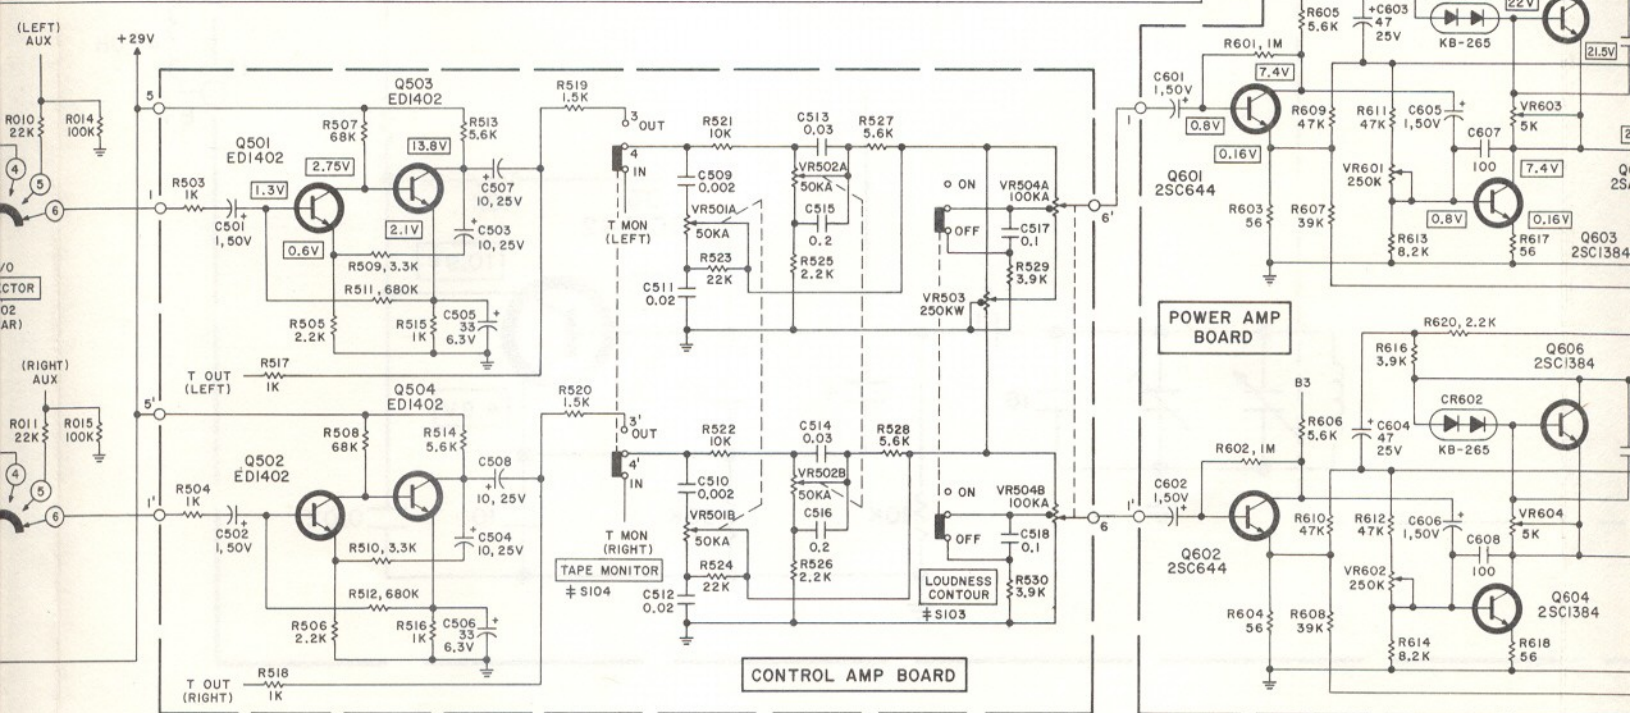 (LEFT)
AUX
+29V
R010
22K
R014
100K
4
5
6
/O
ECTOR
02
AR)
(RIGHT)
AUX
R011
22K
R015
100K
4
5
6
5
1
R503
1K
C501
1,50V
Q501
ED1402
1.3V
0.6V
2.75V
R507
68K
Q503
ED1402
13.8V
2.1V
R513
5.6K
C507
10, 25V
C503
10, 25V
R509, 3.3K
R511, 680K
R505
2.2K
R515
1K
C505
33
6.3V
T OUT
(LEFT)
R517
1K
R519
1.5K
3
OUT
4
IN
T MON
(LEFT)
R521
10K
C509
0.002
VR501A
50KA
R523
22K
C511
0.02
C513
0.03
VR502A
50KA
C515
0.2
R525
2.2K
R527
5.6K
ON
OFF
VR504A
100KA
C517
0.1
R529
3.9K
VR503
250KW
6'
5'
1'
R504
1K
C502
1,50V
Q502
ED1402
R508
68K
Q504
ED1402
R514
5.6K
C508
10, 25V
C504
10, 25V
R510, 3.3K
R512, 680K
R506
2.2K
R516
1K
C506
33
6.3V
T OUT
(RIGHT)
R518
1K
R520
1.5K
3'
OUT
4'
IN
T MON
(RIGHT)
TAPE MONITOR
‡ S104
R522
10K
C510
0,002
VR501B
50KA
R524
22K
C512
0.02
C514
0.03
VR502B
50KA
C516
0.2
R526
2.2K
R528
5.6K
ON
OFF
LOUDNESS
CONTOUR
‡ S103
VR504B
100KA
C518
0.1
R530
3.9K
6
CONTROL AMP BOARD
1
C601
1,50V
R601, 1M
R605
5.6K
+C603
47
25V
KB-265
22V
21.5V
7.4V
0.8V
0.16V
Q601
2SC644
R609
47K
R611
47K
C605
1,50V
C607
100
VR603
5K
VR601
250K
7.4V
0.8V
0.16V
R603
56
R607
39K
R613
8.2K
R617
56
Q603
2SC1384
POWER AMP
BOARD
R620, 2.2K
R616
3.9K
Q606
2SC1384
B3
CR602
KB-265
R606
5.6K
C604
47
25V
R602, 1M
1'
C602
1,50V
Q602
2SC644
R610
47K
R612
47K
C606
1,50V
C608
100
VR604
5K
VR602
250K
Q604
2SC1384
R604
56
R608
39K
R614
8.2K
R618
56